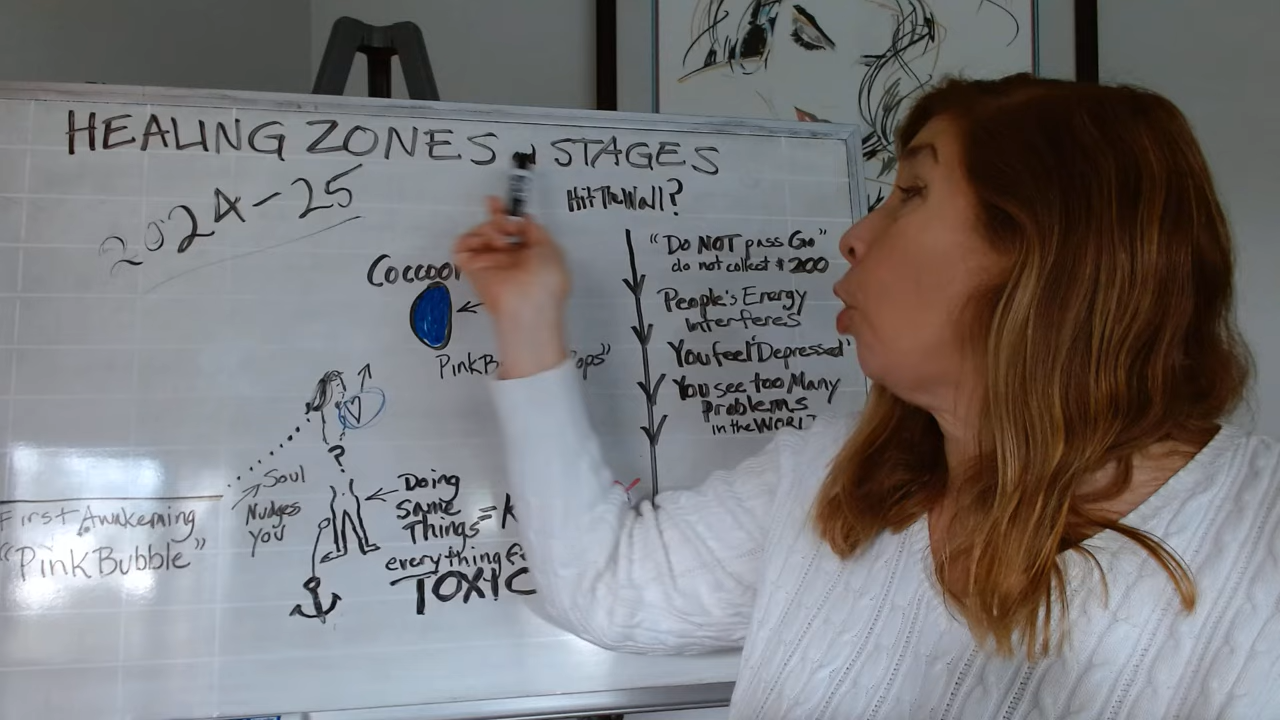 HEALING ZONES STAGES
Hit The Wall?
2024-25
"Do NOT pass Go"
do not collect $200
People's Energy
interferes
You feel "Depressed"
You see too Many
Problems
in the
Coccoon
Soul
Nudges
You
First Awakening
"Pink Bubble"
?
Doing
Same
Things =
everything
TOXIC